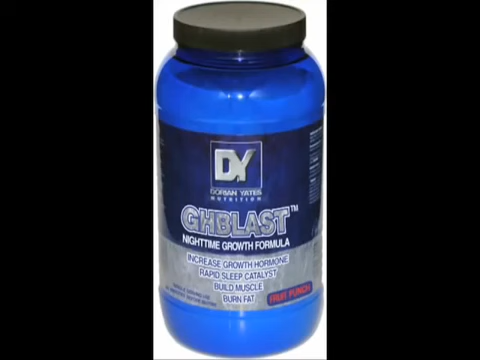 DY
DORIAN YATES
NUTRITION
GHBLAST™
NIGHTTIME GROWTH FORMULA
INCREASE GROWTH HORMONE
RAPID SLEEP CATALYST
BUILD MUSCLE
BURN FAT
FRUIT PUNCH